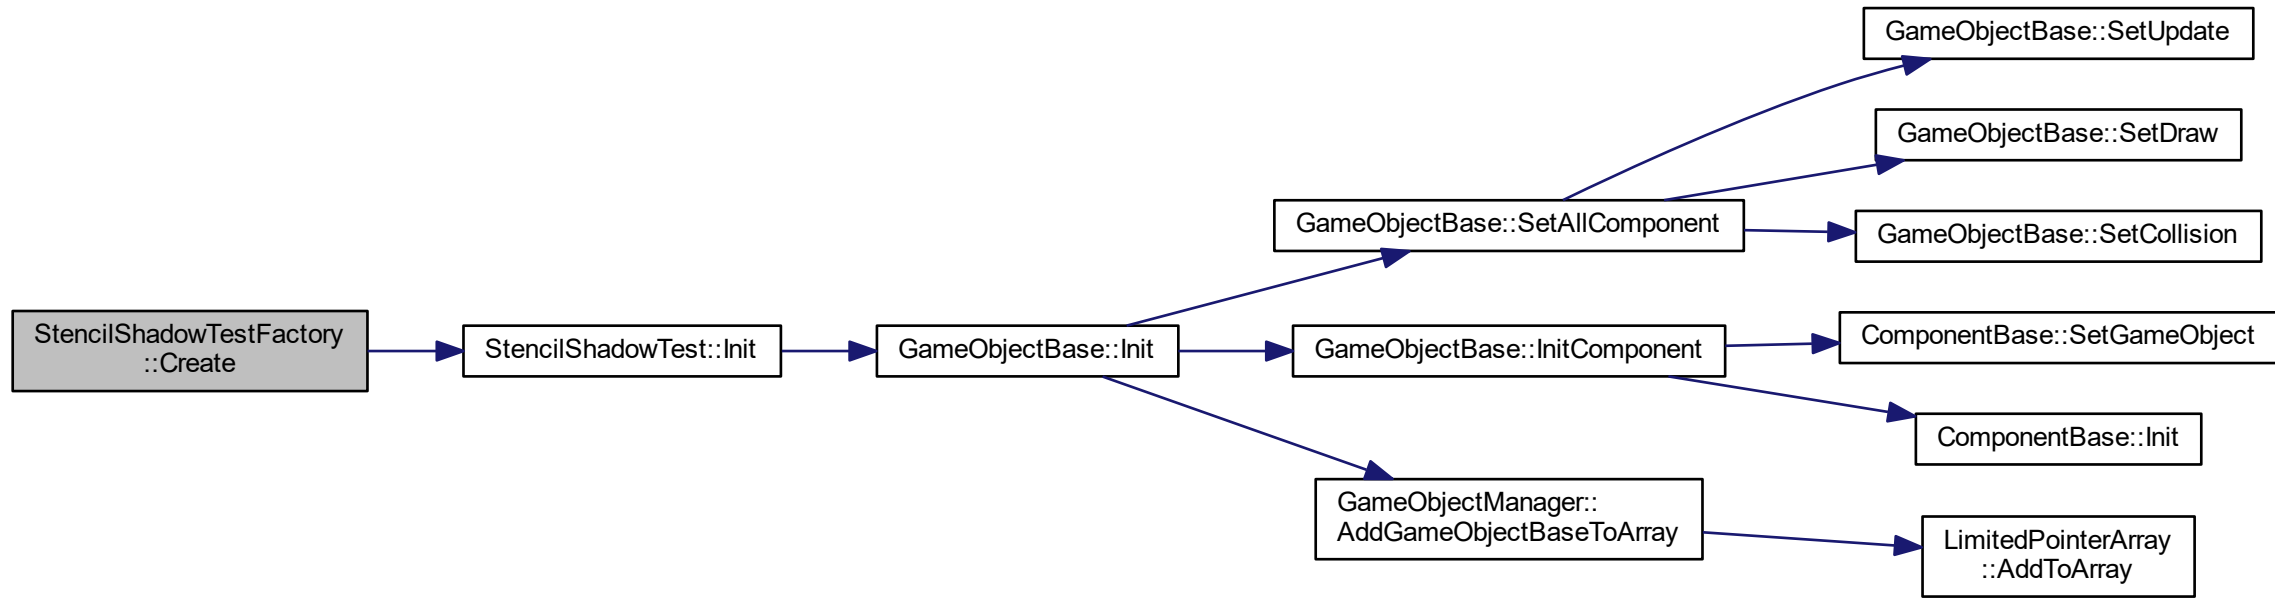 GameObjectBase::SetUpdate
GameObjectBase::SetDraw
GameObjectBase::SetAllComponent
GameObjectBase::SetCollision
StencilShadowTestFactory
::Create
StencilShadowTest::Init
GameObjectBase::Init
GameObjectBase::InitComponent
ComponentBase::SetGameObject
ComponentBase::Init
GameObjectManager::
AddGameObjectBaseToArray
LimitedPointerArray
::AddToArray